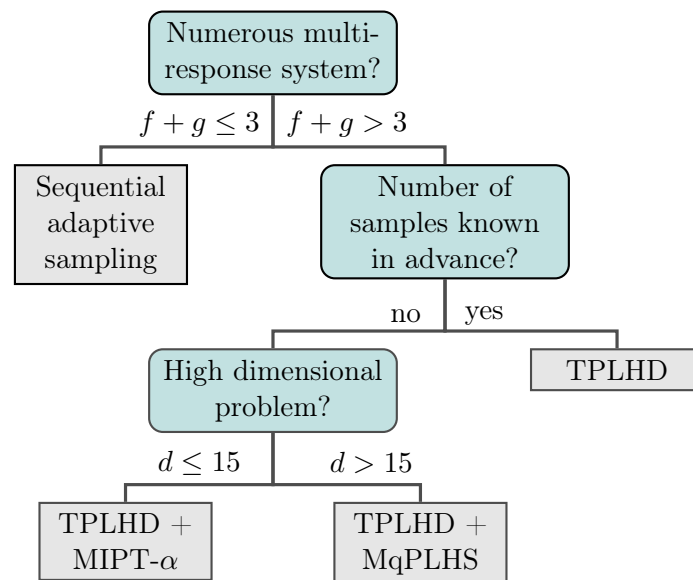 Numerous multi-
response system?
f + g ≤ 3
f + g > 3
Sequential
adaptive
sampling
Number of
samples known
in advance?
no
yes
High dimensional
problem?
TPLHD
d ≤ 15
d > 15
TPLHD +
MIPT-α
TPLHD +
MqPLHS